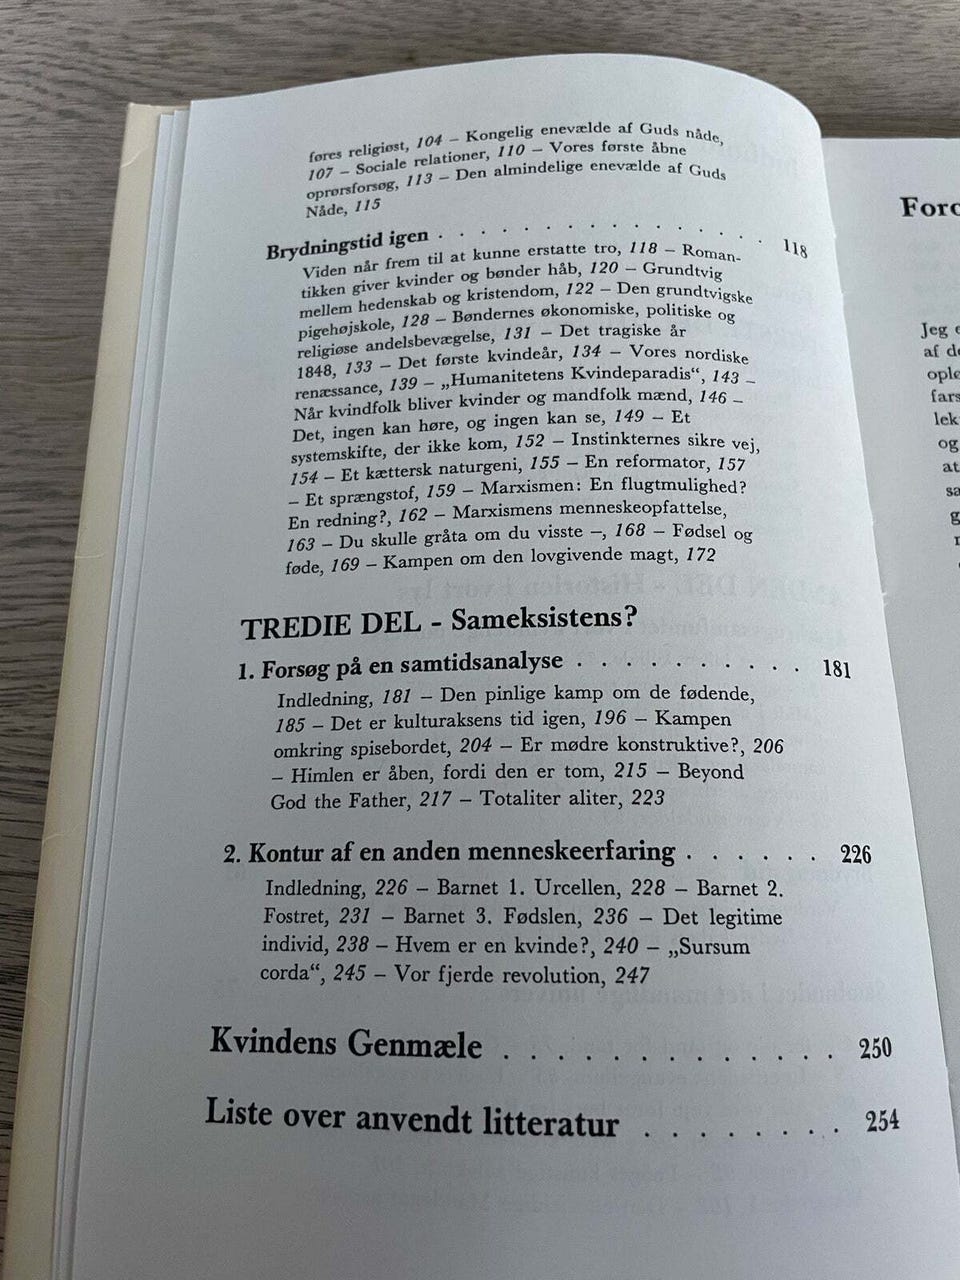 føres religiøst, 104 – Kongelig enevælde af Guds nåde,
107 – Sociale relationer, 110 – Vores første åbne
oprørsforsøg, 113 – Den almindelige enevælde af Guds
Nåde, 115
Brydningstid igen . . . . . . . . . . . . . 118
Viden når frem til at kunne erstatte tro, 118 – Roman-
tikken giver kvinder og bønder håb, 120 – Grundtvig
mellem hedenskab og kristendom, 122 – Den grundtvigske
pigehøjskole, 128 – Bøndernes økonomiske, politiske og
religiøse andelsbevægelse, 131 – Det tragiske år
1848, 133 – Det første kvindeår, 134 – Vores nordiske
renæssance, 139 – „Humanitetens Kvindeparadis“, 143 –
Når kvindfolk bliver kvinder og mandfolk mænd, 146 –
Det, ingen kan høre, og ingen kan se, 149 – Et
systemskifte, der ikke kom, 152 – Instinkternes sikre vej,
154 – Et kættersk naturgeni, 155 – En reformator, 157
– Et sprængstof, 159 – Marxismen: En flugtmulighed?
En redning?, 162 – Marxismens menneskeopfattelse,
163 – Du skulle gråta om du visste –, 168 – Fødsel og
føde, 169 – Kampen om den lovgivende magt, 172
TREDIE DEL - Sameksistens?
1. Forsøg på en samtidsanalyse . . . . . . . . . . 181
Indledning, 181 – Den pinlige kamp om de fødende,
185 – Det er kulturaksens tid igen, 196 – Kampen
omkring spisebordet, 204 – Er mødre konstruktive?, 206
– Himlen er åben, fordi den er tom, 215 – Beyond
God the Father, 217 – Totaliter aliter, 223
2. Kontur af en anden menneskeerfaring . . . . . . 226
Indledning, 226 – Barnet 1. Urcellen, 228 – Barnet 2.
Fostret, 231 – Barnet 3. Fødslen, 236 – Det legitime
individ, 238 – Hvem er en kvinde?, 240 – „Sursum
corda“, 245 – Vor fjerde revolution, 247
Kvindens Genmæle . . . . . . . . . . . . . 250
Liste over anvendt litteratur . . . . . . . . 254
Jeg
af
og
at